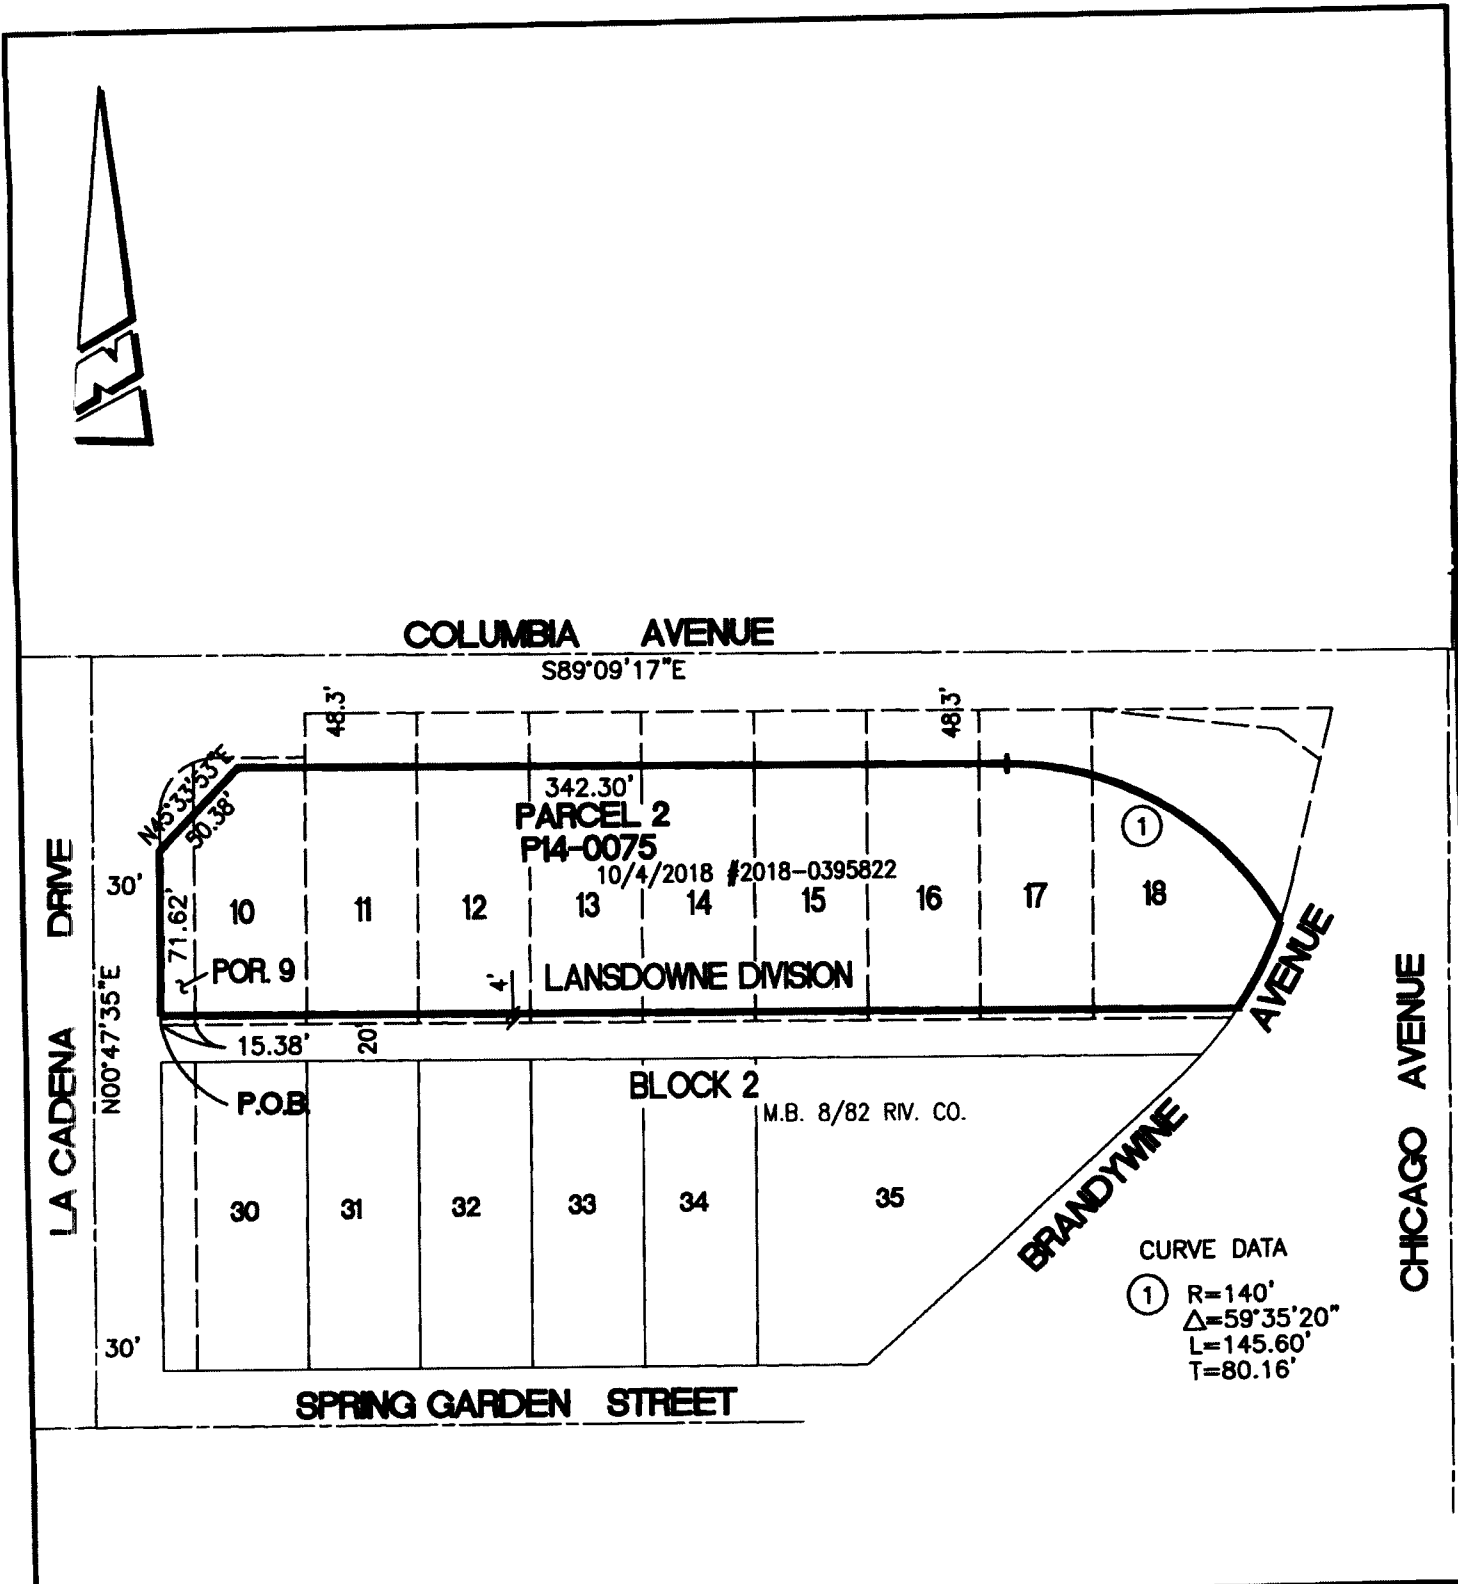 N
COLUMBIA AVENUE
S89°09'17"E
48.3'
48.3'
N45°33'53"E
50.38'
342.30'
PARCEL 2
P14-0075
10/4/2018 #2018-0395822
1
30'
71.62'
10
11
12
13
14
15
16
17
18
POR. 9
4'
LANSDOWNE DIVISION
LA CADENA DRIVE
N00°47'35"E
15.38'
20'
P.O.B.
BLOCK 2
M.B. 8/82 RIV. CO.
BRANDYWINE AVENUE
CHICAGO AVENUE
30
31
32
33
34
35
30'
SPRING GARDEN STREET
CURVE DATA
1 R=140'
Δ=59°35'20"
L=145.60'
T=80.16'